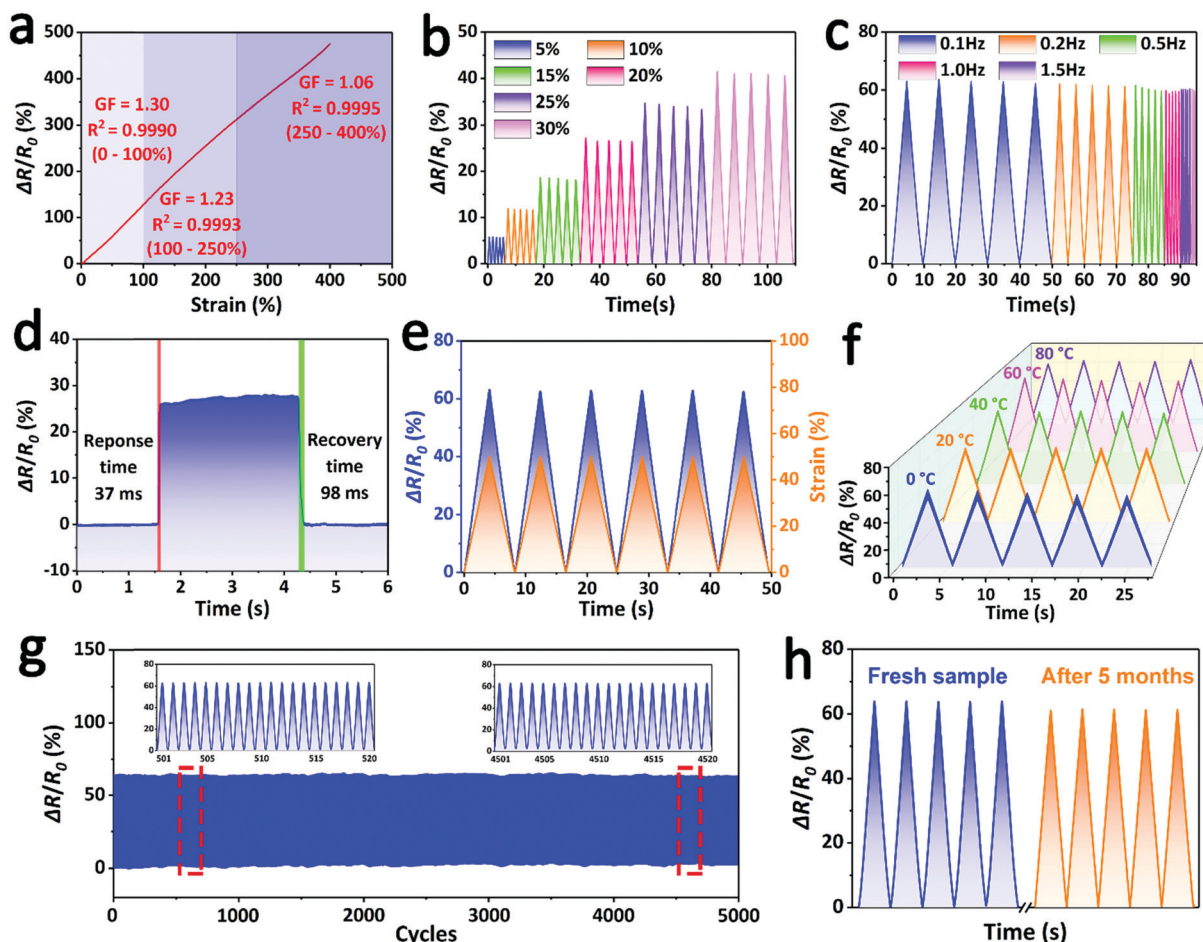 a
ΔR/R0 (%)
500
400
300
200
100
0
GF = 1.30
R2 = 0.9990
(0 - 100%)
GF = 1.06
R2 = 0.9995
(250 - 400%)
GF = 1.23
R2 = 0.9993
(100 - 250%)
0 100 200 300 400 500
Strain (%)
b
ΔR/R0 (%)
50
40
30
20
10
0
5% 10%
15% 20%
25%
30%
0 20 40 60 80 100
Time(s)
c
ΔR/R0 (%)
80
60
40
20
0
0.1Hz 0.2Hz 0.5Hz
1.0Hz 1.5Hz
0 10 20 30 40 50 60 70 80 90
Time(s)
d
ΔR/R0 (%)
40
30
20
10
0
-10
Reponse
time
37 ms
Recovery
time
98 ms
0 1 2 3 4 5 6
Time (s)
e
ΔR/R0 (%)
80
60
40
20
0
100
80
60
40
20
0
Strain (%)
0 10 20 30 40 50
Time (s)
f
80 °C
60 °C
40 °C
20 °C
0 °C
ΔR/R0 (%)
80
60
40
20
0
0 5 10 15 20 25
Time (s)
g
ΔR/R0 (%)
150
100
50
0
80
60
40
20
0
501 505 510 515 520
80
60
40
20
0
4501 4505 4510 4515 4520
0 1000 2000 3000 4000 5000
Cycles
h
ΔR/R0 (%)
80
60
40
20
0
Fresh sample After 5 months
Time (s)